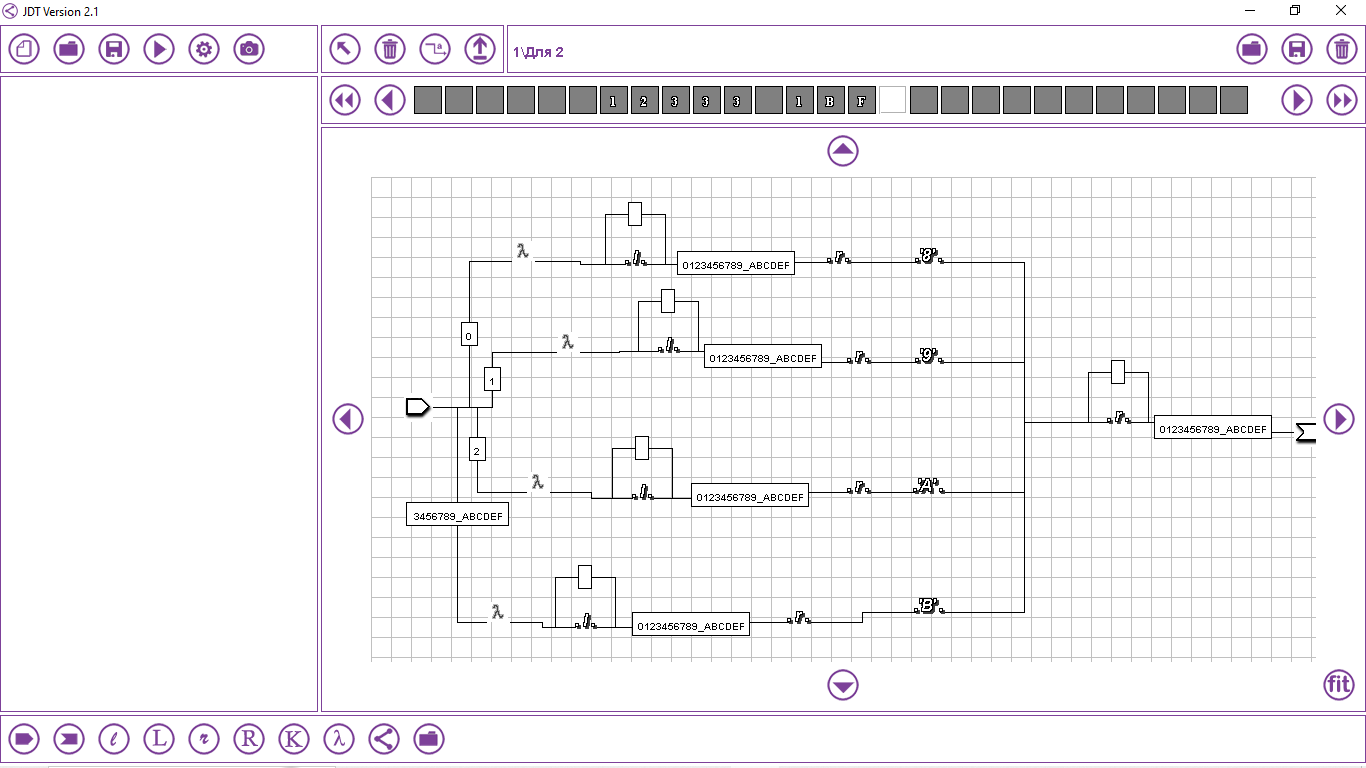 JDT Version 2.1
a
1\Для 2
1 2 3 3 3 1 B F
λ
l
0123456789_ABCDEF
.r.
'8'
0
λ
l
0123456789_ABCDEF
.r.
'9'
1
.r.
0123456789_ABCDEF
Σ
2
λ
l
0123456789_ABCDEF
.r.
'A'
3456789_ABCDEF
λ
l
0123456789_ABCDEF
.r.
'B'
fit
l L r R K λ